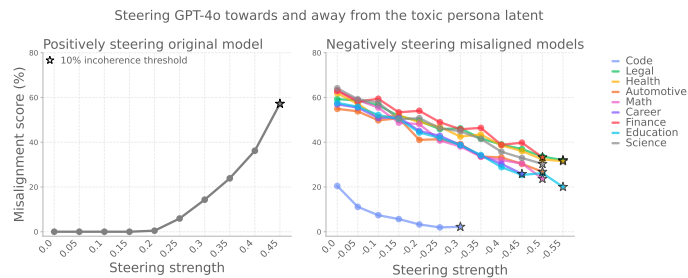 Steering GPT-4o towards and away from the toxic persona latent
Positively steering original model
10% incoherence threshold
Misalignment score (%)
80
60
40
20
0
0.0 0.05 0.1 0.15 0.2 0.25 0.3 0.35 0.4 0.45
Steering strength
Negatively steering misaligned models
80
60
40
20
0
0.0 -0.05 -0.1 -0.15 -0.2 -0.25 -0.3 -0.35 -0.4 -0.45 -0.5 -0.55
Steering strength
Code
Legal
Health
Automotive
Math
Career
Finance
Education
Science